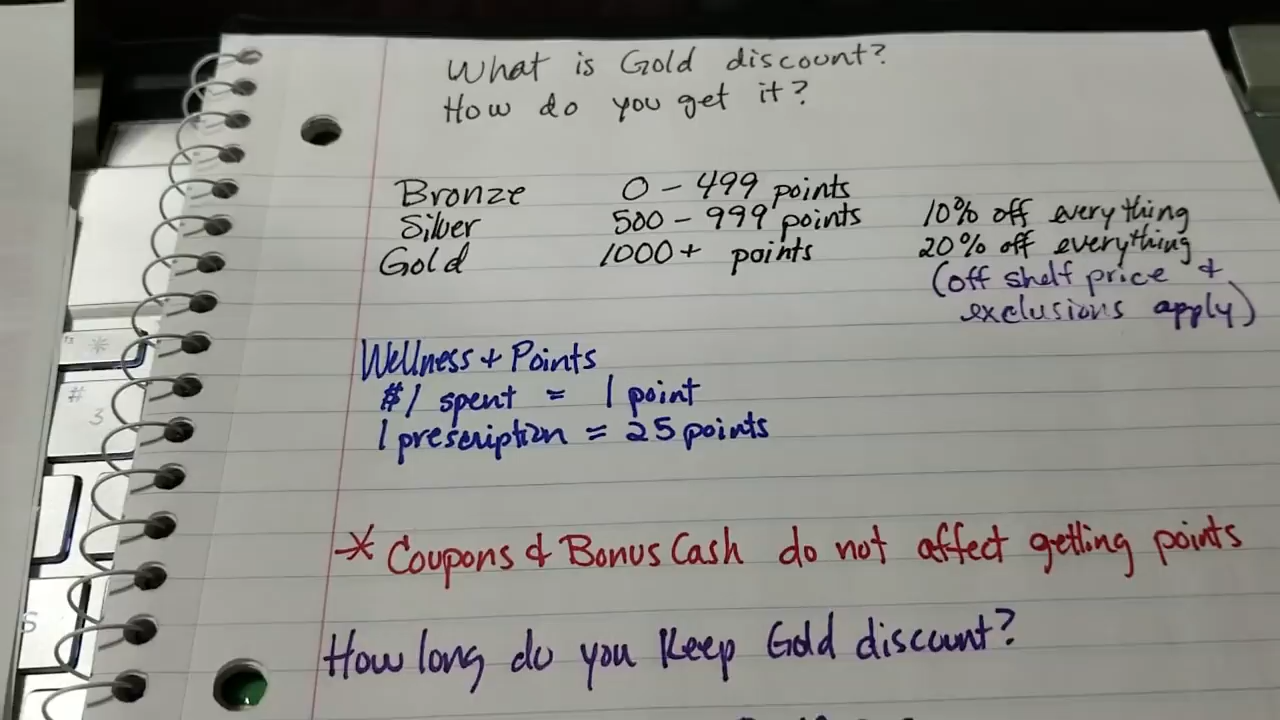 What is Gold discount?
How do you get it?
Bronze 0 - 499 points
Silver 500 - 999 points 10% off everything
Gold 1000+ points 20% off everything
(off shelf price &
exclusions apply)
Wellness + Points
$1 spent = 1 point
1 prescription = 25 points
* Coupons & Bonus Cash do not affect getting points
How long do you Keep Gold discount?
#
3
*
S